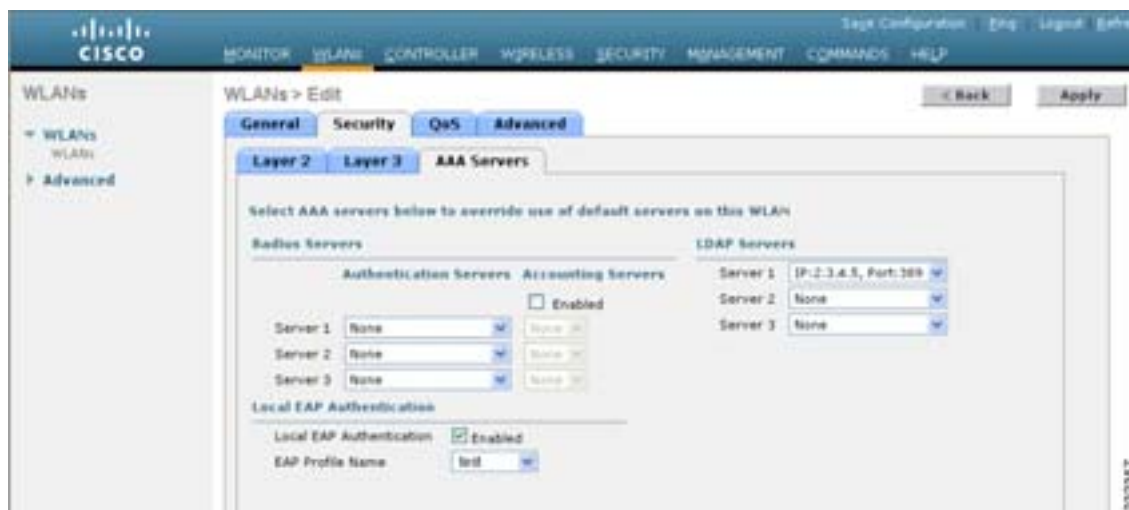 Save Configuration Ping Logout Refre
CISCO
MONITOR WLANs CONTROLLER WIRELESS SECURITY MANAGEMENT COMMANDS HELP
WLANs
WLANs > Edit
< Back
Apply
WLANs
WLANs
Advanced
General Security QoS Advanced
Layer 2 Layer 3 AAA Servers
Select AAA servers below to override use of default servers on this WLAN
Radius Servers
LDAP Servers
Authentication Servers Accounting Servers
Enabled
Server 1 None None
Server 2 None None
Server 3 None None
Server 1 IP:2.3.4.5, Port:389
Server 2 None
Server 3 None
Local EAP Authentication
Local EAP Authentication Enabled
EAP Profile Name test